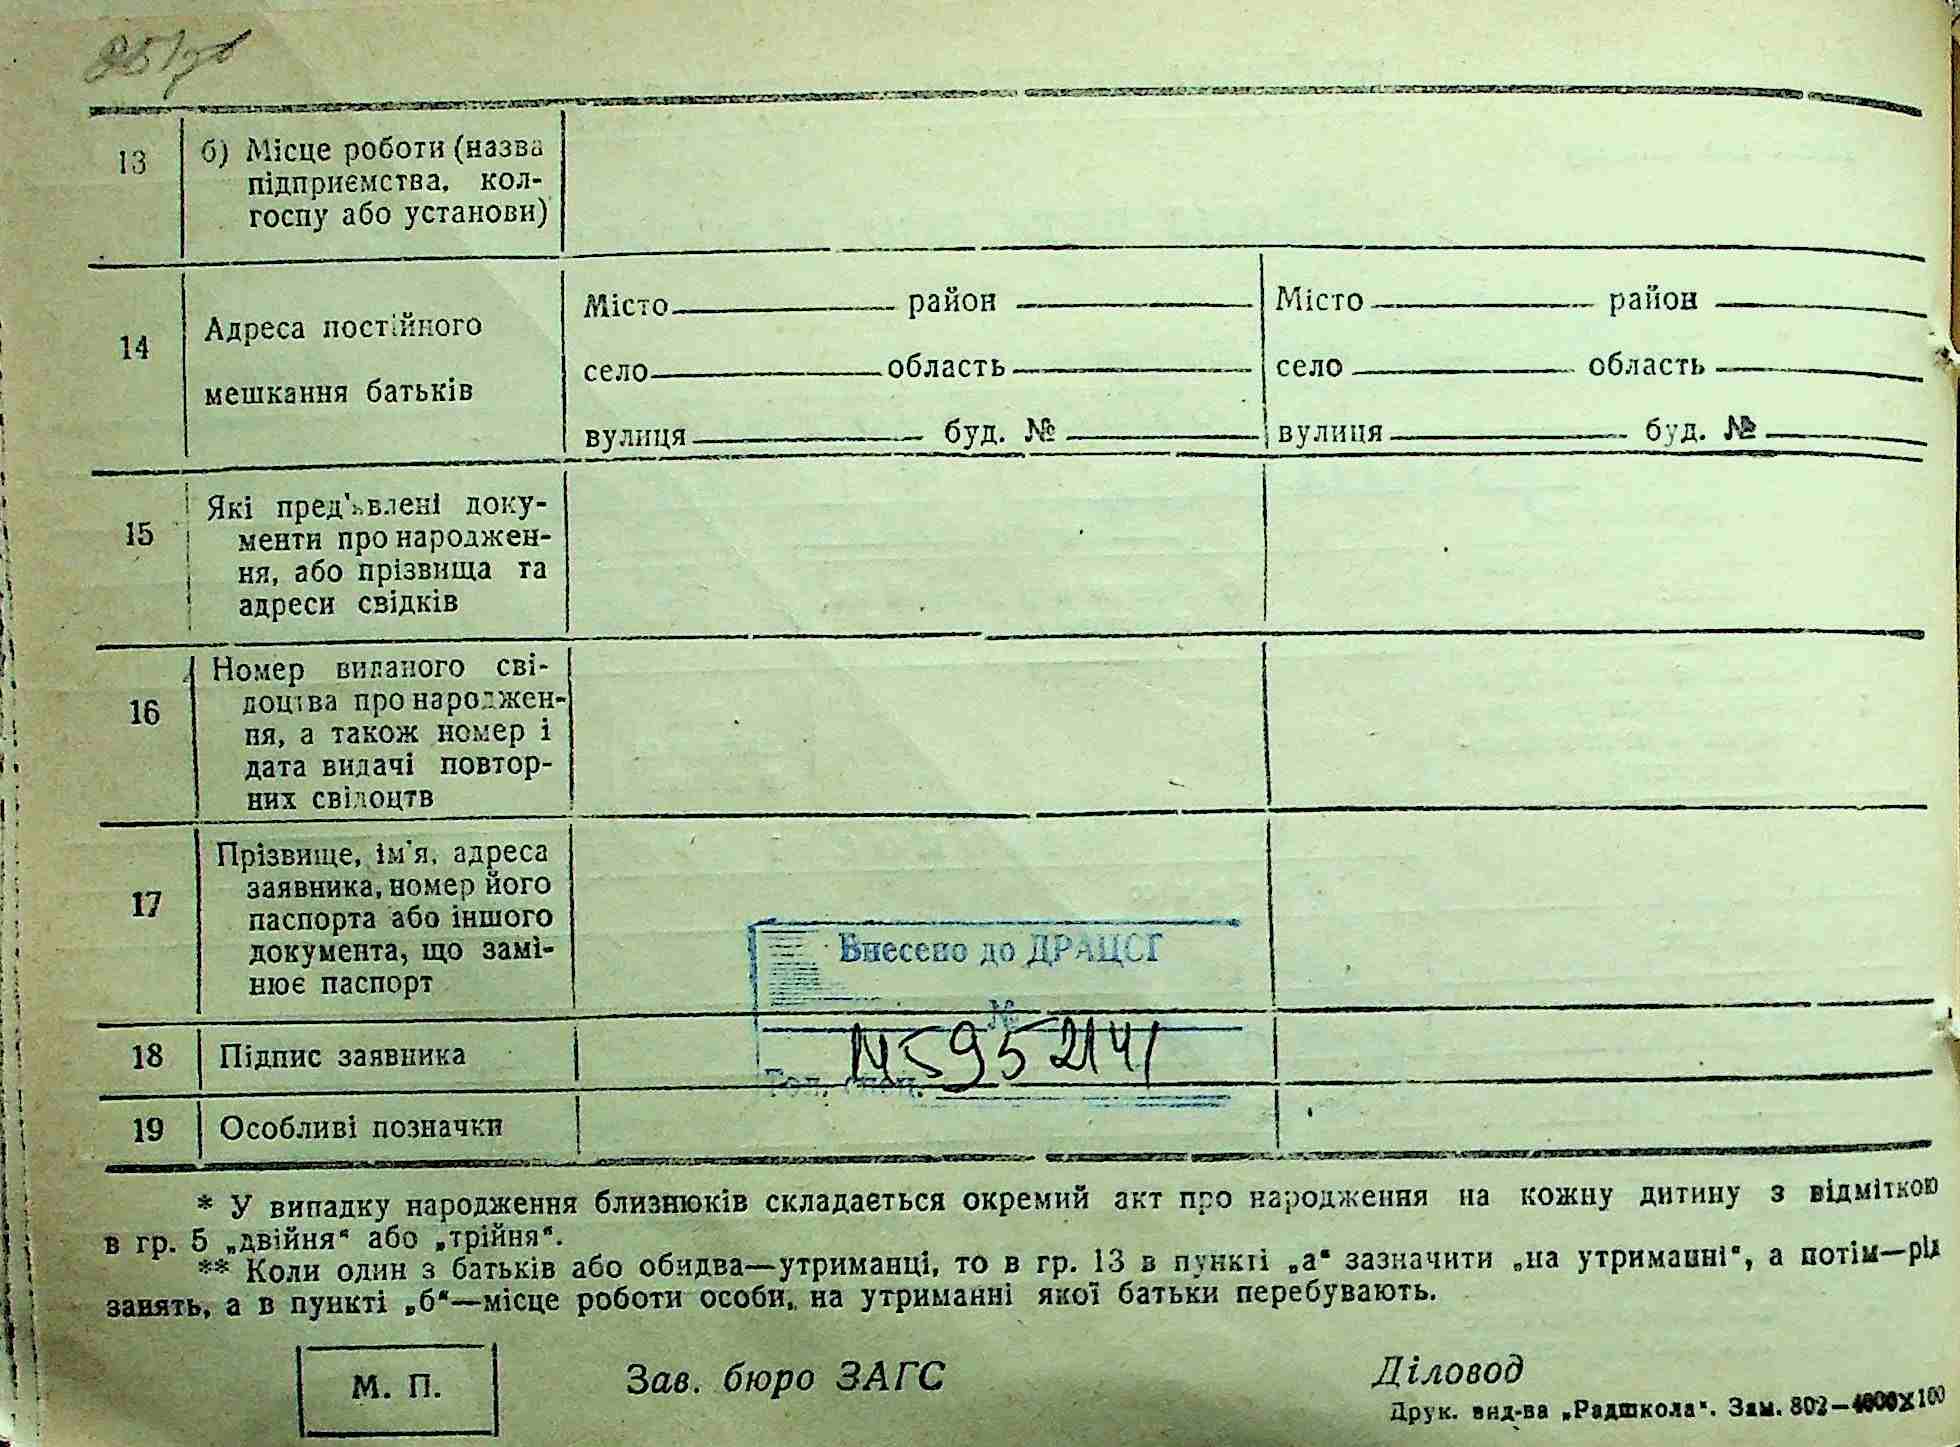 13
б) Місце роботи (назва
підприємства, кол-
госпу або установи)
14
Адреса постійного
мешкання батьків
Місто район
село область
вулиця буд. №
Місто район
село область
вулиця буд. №
15
Які пред'явлені доку-
менти про народжен-
ня, або прізвища та
адреси свідків
16
Номер виданого сві-
доцтва про народжен-
ня, а також номер і
дата видачі повтор-
них свідоцтв
17
Прізвище, ім'я, адреса
заявника, номер його
паспорта або іншого
документа, що замі-
нює паспорт
Внесено до ДРАЦСГ
№
18
Підпис заявника
19
Особливі позначки
* У випадку народження близнюків складається окремий акт про народження на кожну дитину з відміткою
в гр. 5 „двійня“ або „трійня“.
** Коли один з батьків або обидва—утриманці, то в гр. 13 в пункті „а“ зазначити „на утриманні“, а потім—рід
занять, а в пункті „б“—місце роботи особи, на утриманні якої батьки перебувають.
М. П.
Зав. бюро ЗАГС
Діловод
Друк. вид-ва „Радшкола“. Зам. 802—4000X100